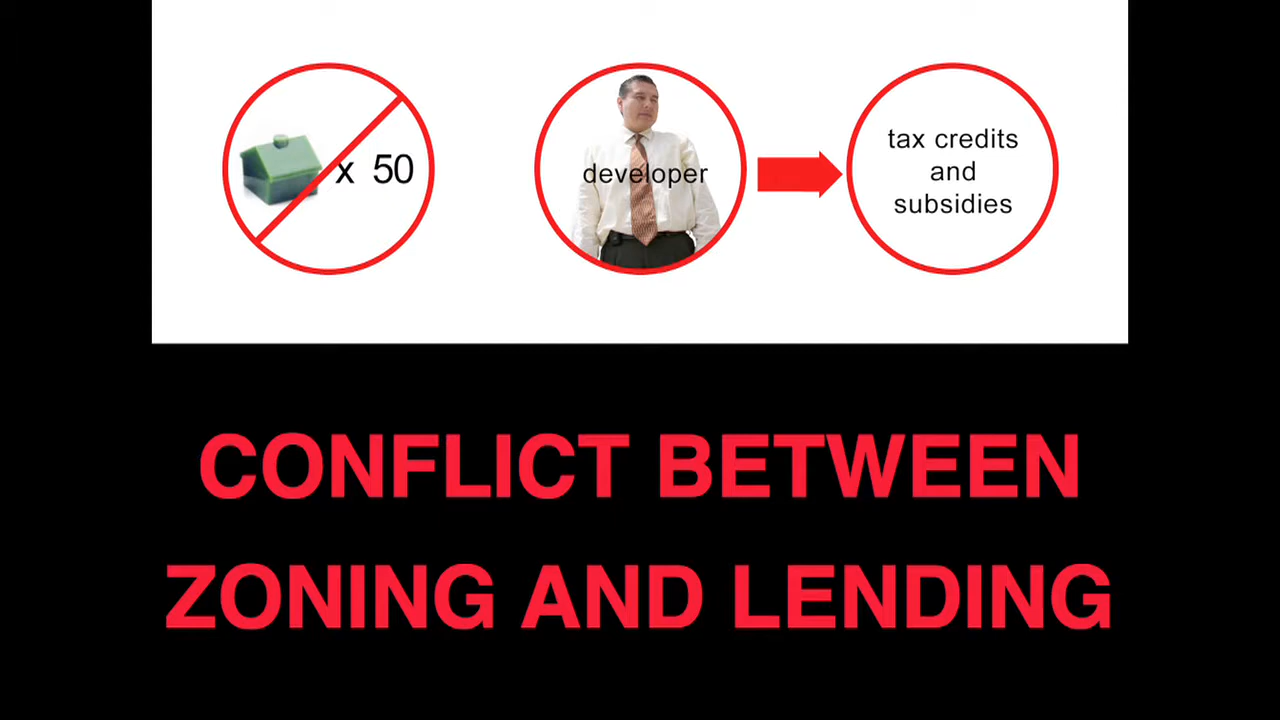 x 50
developer
tax credits
and
subsidies
CONFLICT BETWEEN
ZONING AND LENDING